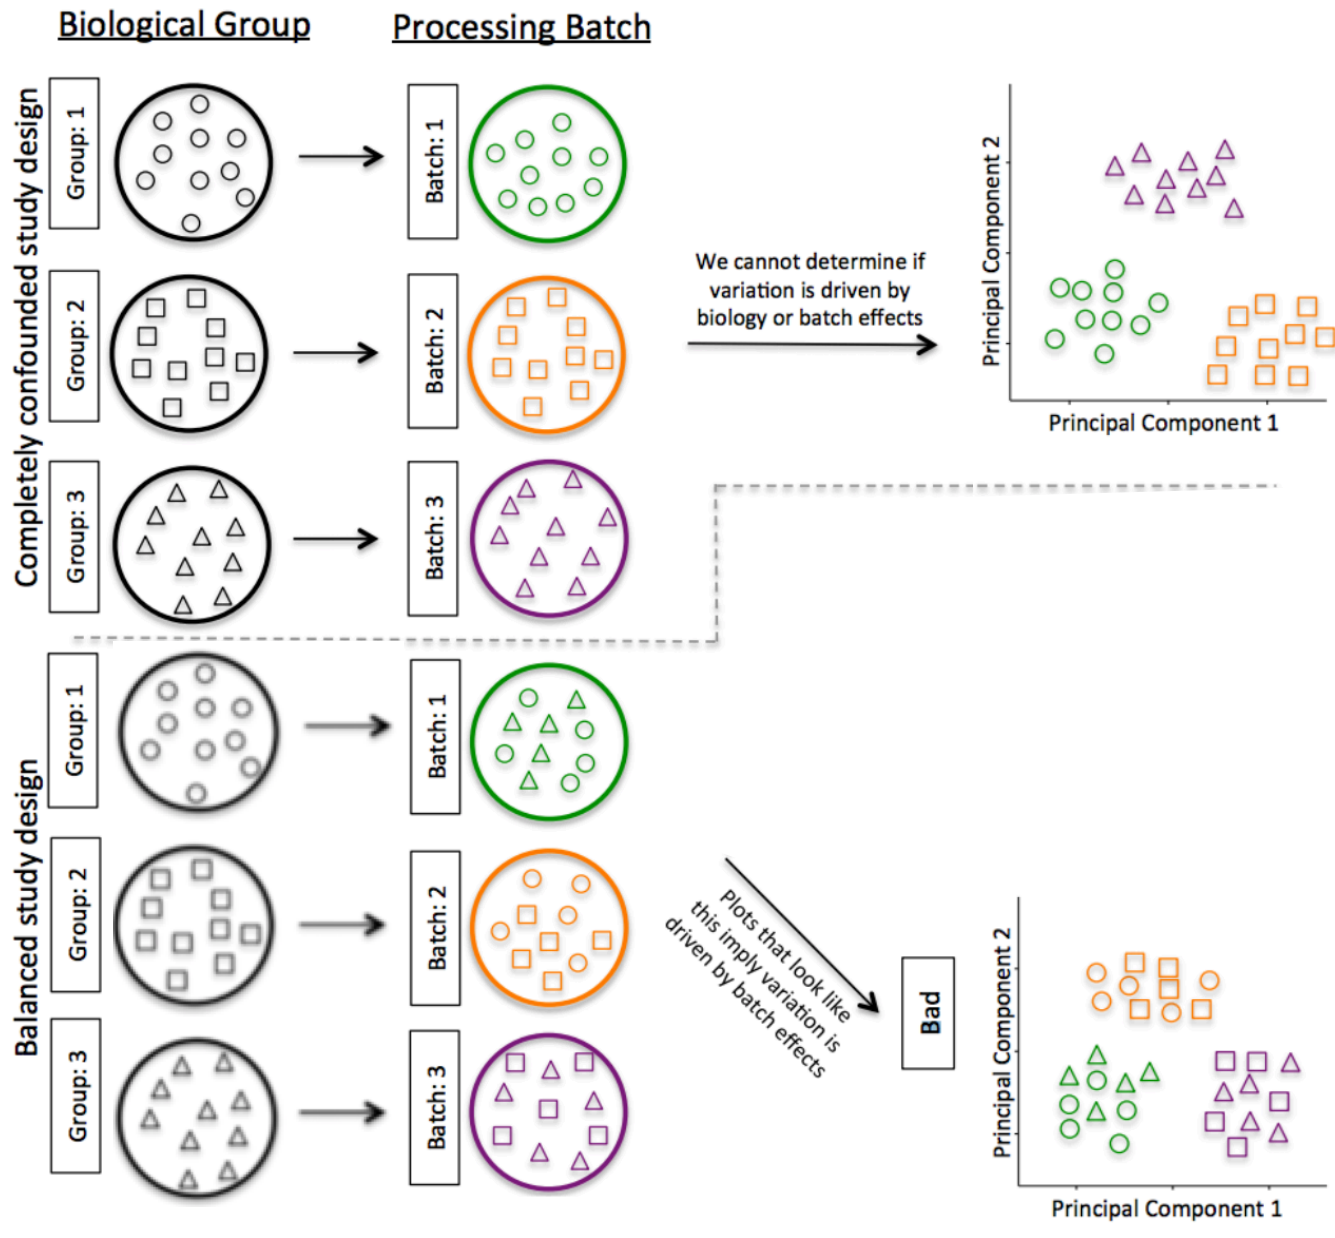 Biological Group
Processing Batch
Completely confounded study design
Group: 1
Batch: 1
Group: 2
Batch: 2
Group: 3
Batch: 3
We cannot determine if
variation is driven by
biology or batch effects
Principal Component 2
Principal Component 1
Balanced study design
Group: 1
Batch: 1
Group: 2
Batch: 2
Group: 3
Batch: 3
Plots that look like
this imply variation is
driven by batch effects
Bad
Principal Component 2
Principal Component 1